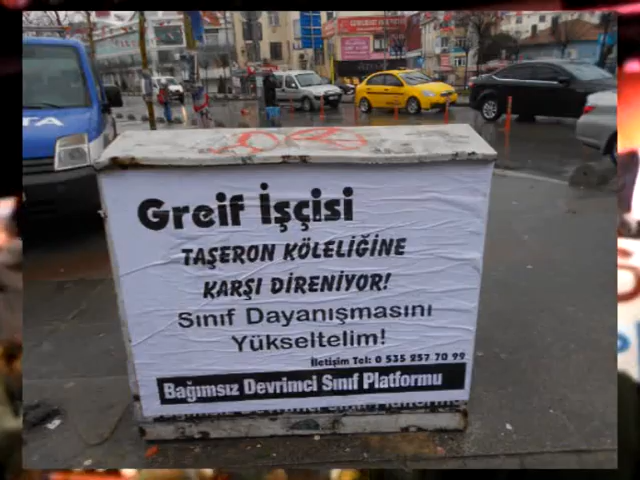 Greif İşçisi
TAŞERON KÖLELİĞİNE
KARŞI DİRENİYOR!
Sınıf Dayanışmasını
Yükseltelim!
İletişim Tel: 0 535 257 70 99
Bağımsız Devrimci Sınıf Platformu